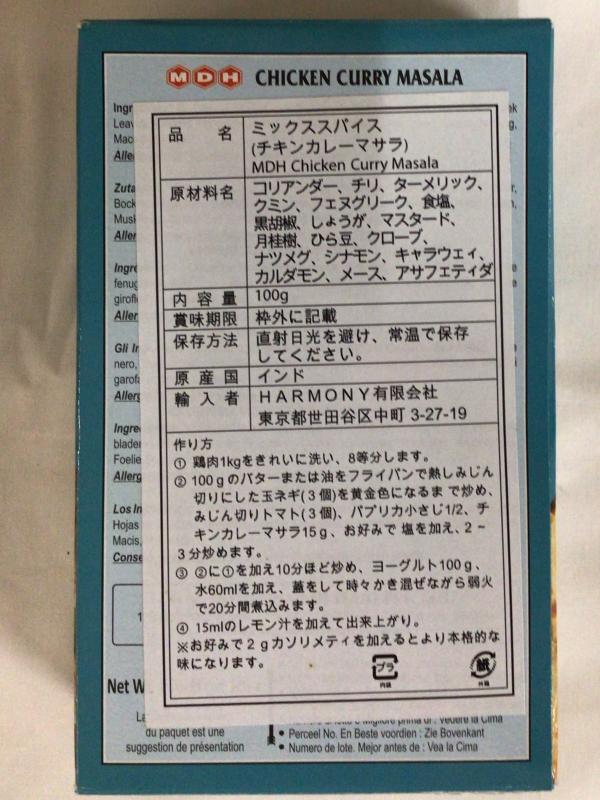 MDH CHICKEN CURRY MASALA
品名 ミックススパイス
(チキンカレーマサラ)
MDH Chicken Curry Masala
原材料名 コリアンダー、チリ、ターメリック、
クミン、フェヌグリーク、食塩、
黒胡椒、しょうが、マスタード、
月桂樹、ひら豆、クローブ、
ナツメグ、シナモン、キャラウェィ、
カルダモン、メース、アサフェティダ
内容量 100g
賞味期限 枠外に記載
保存方法 直射日光を避け、常温で保存
してください。
原産国 インド
輸入者 HARMONY有限会社
東京都世田谷区中町 3-27-19
作り方
① 鶏肉1kgをきれいに洗い、8等分します。
② 100gのバターまたは油をフライパンで熱しみじん
切りにした玉ネギ(3個)を黄金色になるまで炒め、
みじん切りトマト(3個)、パプリカ小さじ1/2、チ
キンカレーマサラ15g、お好みで 塩を加え、2~
3分炒めます。
③ ②に①を加え10分ほど炒め、ヨーグルト100g、
水60mlを加え、蓋をして時々かき混ぜながら弱火
で20分間煮込みます。
④ 15mlのレモン汁を加えて出来上がり。
※お好みで2gカソリメティを加えるとより本格的な
味になります。
プラ 紙
内袋 外箱
Net W
du paquet est une
suggestion de présentation
• Perceel No. En Beste voordien : Zie Bovenkant
• Numero de lote. Mejor antes de : Vea la Cima